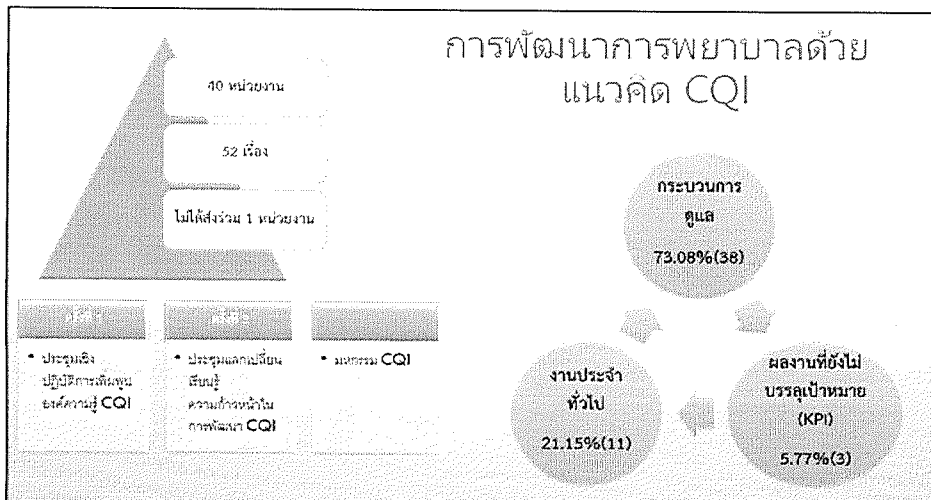 การพัฒนาการพยาบาลด้วย
แนวคิด CQI
40 หน่วยงาน
52 เรื่อง
ไม่ได้ส่งร่วม 1 หน่วยงาน
• ประชุมเชิง
ปฏิบัติการเพิ่มพูน
องค์ความรู้ CQI
• ประชุมแลกเปลี่ยน
เรียนรู้
ความก้าวหน้าใน
การพัฒนา CQI
• มหกรรม CQI
กระบวนการ
ดูแล
73.08%(38)
งานประจำ
ทั่วไป
21.15%(11)
ผลงานที่ยังไม่
บรรลุเป้าหมาย
(KPI)
5.77%(3)